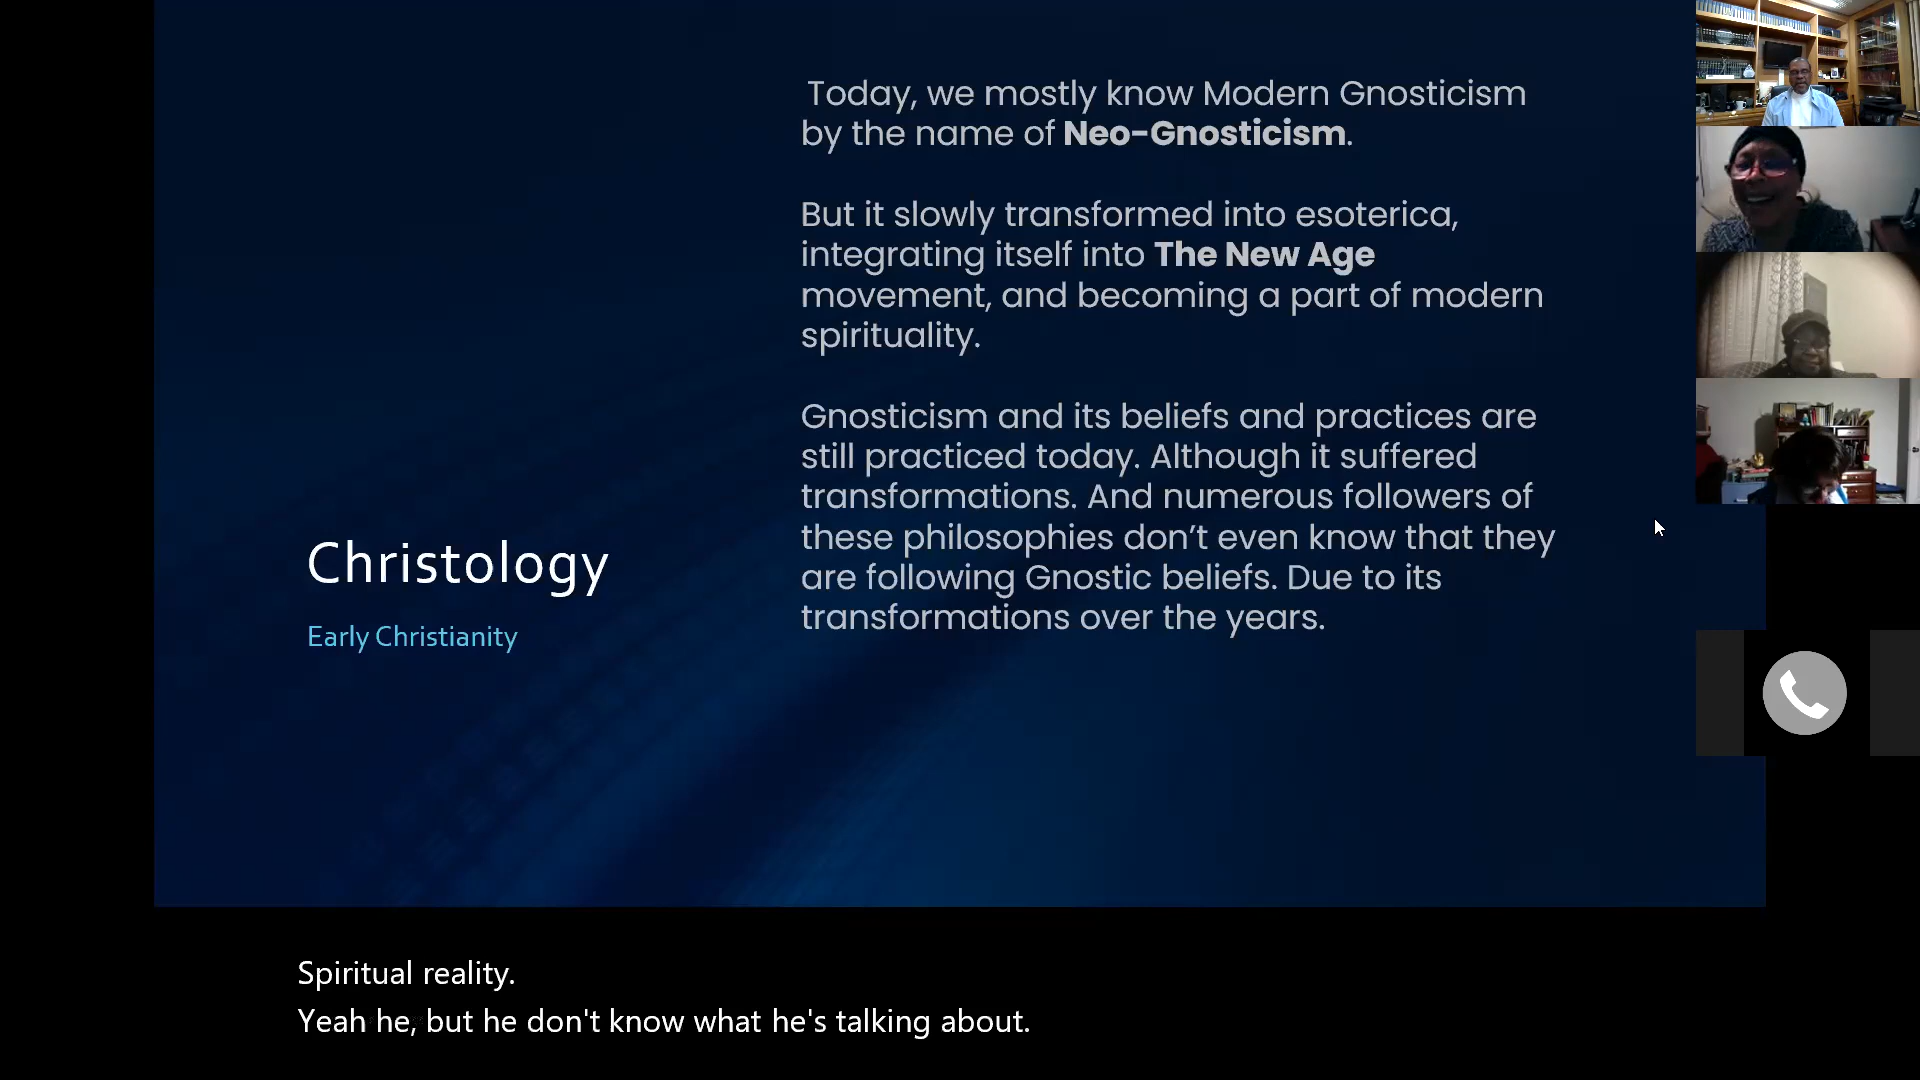 Today, we mostly know Modern Gnosticism
by the name of Neo-Gnosticism.
But it slowly transformed into esoterica,
integrating itself into The New Age
movement, and becoming a part of modern
spirituality.
Gnosticism and its beliefs and practices are
still practiced today. Although it suffered
transformations. And numerous followers of
these philosophies don’t even know that they
are following Gnostic beliefs. Due to its
transformations over the years.
Christology
Early Christianity
Spiritual reality.
Yeah he, but he don't know what he's talking about.